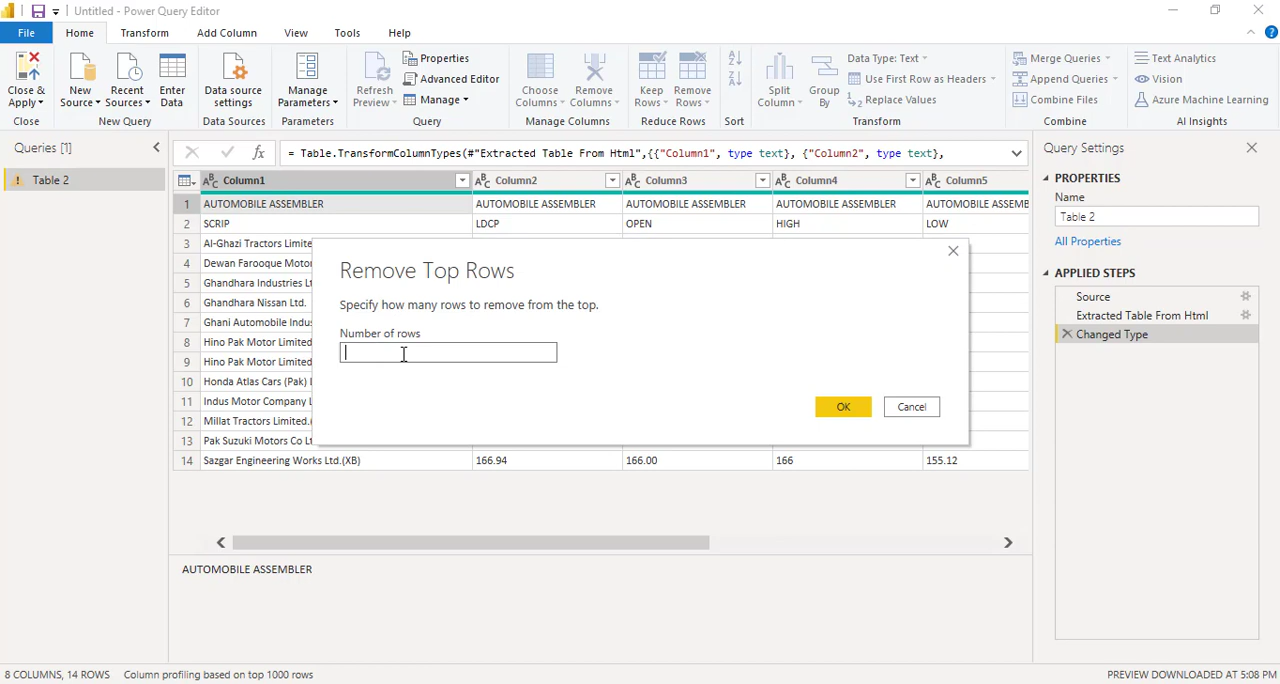 Untitled - Power Query Editor
File Home Transform Add Column View Tools Help
Close & Apply
New Source
Recent Sources
Enter Data
Data source settings
Manage Parameters
Refresh Preview
Properties
Advanced Editor
Manage
Choose Columns
Remove Columns
Keep Rows
Remove Rows
Split Column
Group By
Data Type: Text
Use First Row as Headers
Replace Values
Merge Queries
Append Queries
Combine Files
Text Analytics
Vision
Azure Machine Learning
Close New Query Data Sources Parameters Query Manage Columns Reduce Rows Sort Transform Combine AI Insights
Queries [1]
Table 2
= Table.TransformColumnTypes(#"Extracted Table From Html",{{"Column1", type text}, {"Column2", type text},
Column1 Column2 Column3 Column4 Column5
1 AUTOMOBILE ASSEMBLER AUTOMOBILE ASSEMBLER AUTOMOBILE ASSEMBLER AUTOMOBILE ASSEMBLER AUTOMOBILE ASSEMB
2 SCRIP LDCP OPEN HIGH LOW
3 Al-Ghazi Tractors Limite
4 Dewan Farooque Motor
5 Ghandhara Industries Lt
6 Ghandhara Nissan Ltd.
7 Ghani Automobile Indus
8 Hino Pak Motor Limited
9 Hino Pak Motor Limited
10 Honda Atlas Cars (Pak)
11 Indus Motor Company
12 Millat Tractors Limited.
13 Pak Suzuki Motors Co Lt
14 Sazgar Engineering Works Ltd.(XB) 166.94 166.00 166 155.12
Remove Top Rows
Specify how many rows to remove from the top.
Number of rows
OK Cancel
AUTOMOBILE ASSEMBLER
Query Settings
PROPERTIES
Name
Table 2
All Properties
APPLIED STEPS
Source
Extracted Table From Html
Changed Type
8 COLUMNS, 14 ROWS Column profiling based on top 1000 rows
PREVIEW DOWNLOADED AT 5:08 PM